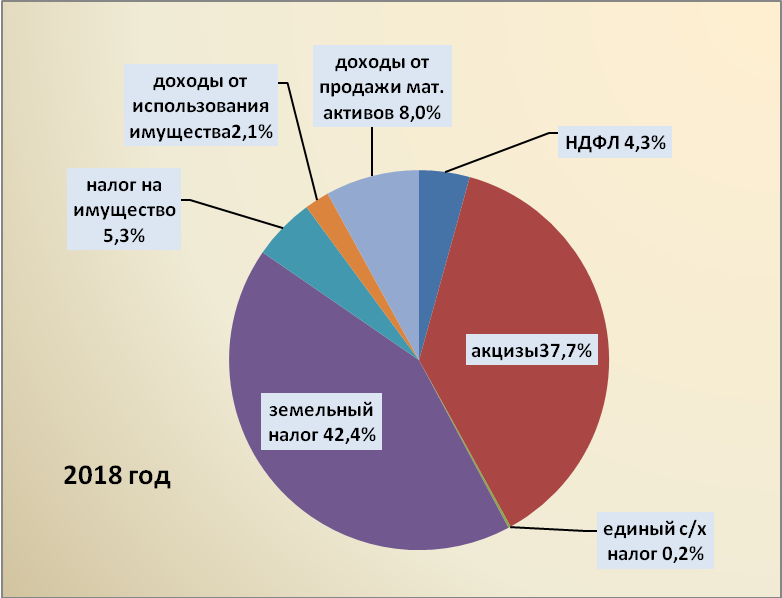 доходы от
продажи мат.
активов 8,0%
доходы от
использования
имущества2,1%
НДФЛ 4,3%
налог на
имущество
5,3%
акцизы37,7%
земельный
налог 42,4%
2018 год
единый с/х
налог 0,2%